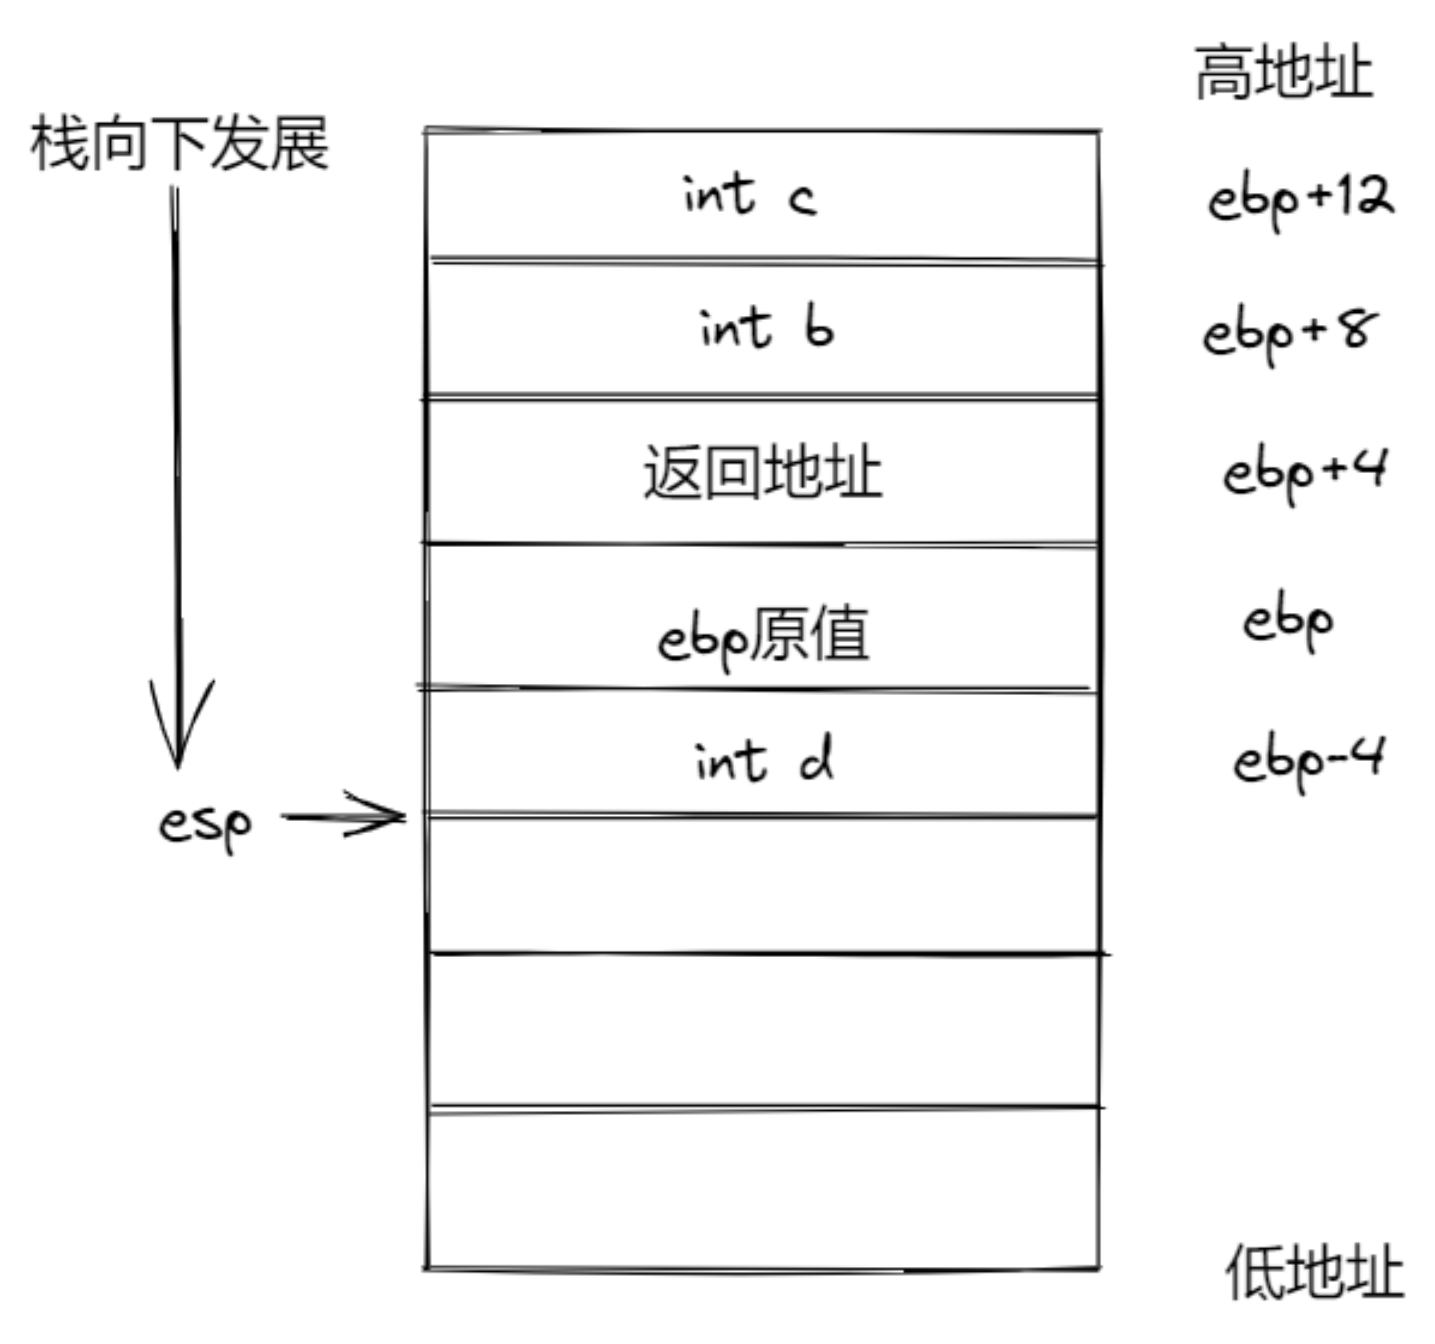 高地址
栈向下发展
int c
ebp+12
int b
ebp+8
返回地址
ebp+4
ebp原值
ebp
int d
ebp-4
esp
低地址